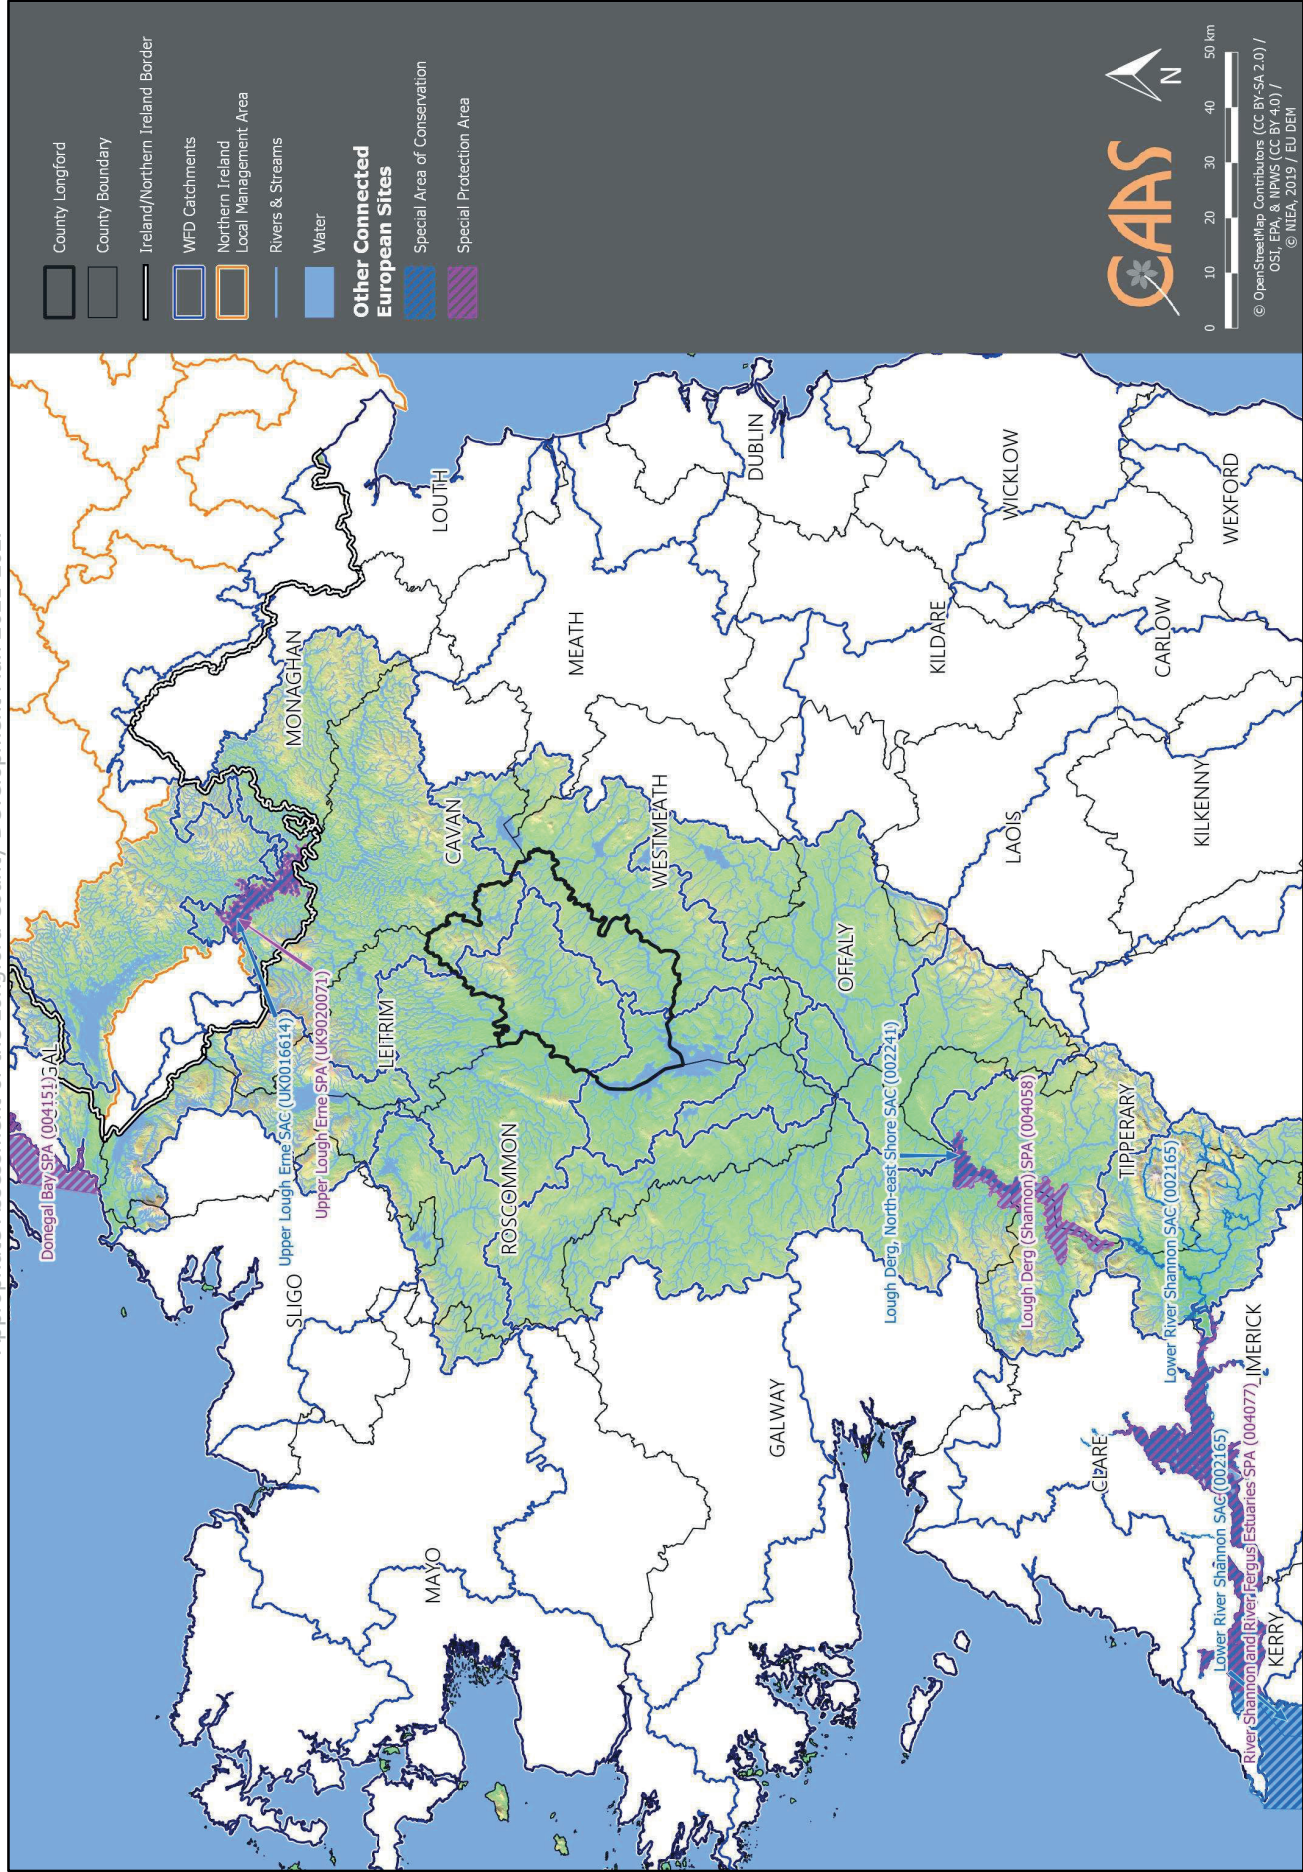 County Longford
County Boundary
Ireland/Northern Ireland Border
WFD Catchments
Northern Ireland
Local Management Area
Rivers & Streams
Water
Other Connected
European Sites
Special Area of Conservation
Special Protection Area
CAAS
N
0 10 20 30 40 50 km
© OpenStreetMap Contributors (CC BY-SA 2.0) /
OSI, EPA, & NPWS (CC BY 4.0) /
© NIEA, 2019 / EU DEM
Donegal Bay SPA (004151)
GAL
Upper Lough Erne SAC (UK0016614)
Upper Lough Erne SPA (UK9020071)
MONAGHAN
SLIGO
LEITRIM
CAVAN
LOUTH
MAYO
ROSCOMMON
MEATH
WESTMEATH
DUBLIN
GALWAY
OFFALY
Lough Derg, North-east Shore SAC (002241)
KILDARE
LAOIS
WICKLOW
Lough Derg (Shannon) SPA (004058)
CLARE
TIPPERARY
Lower River Shannon SAC (002165)
CARLOW
KILKENNY
WEXFORD
Lower River Shannon SAC (002165)
River Shannon and River Fergus Estuaries SPA (004077)
LIMERICK
KERRY